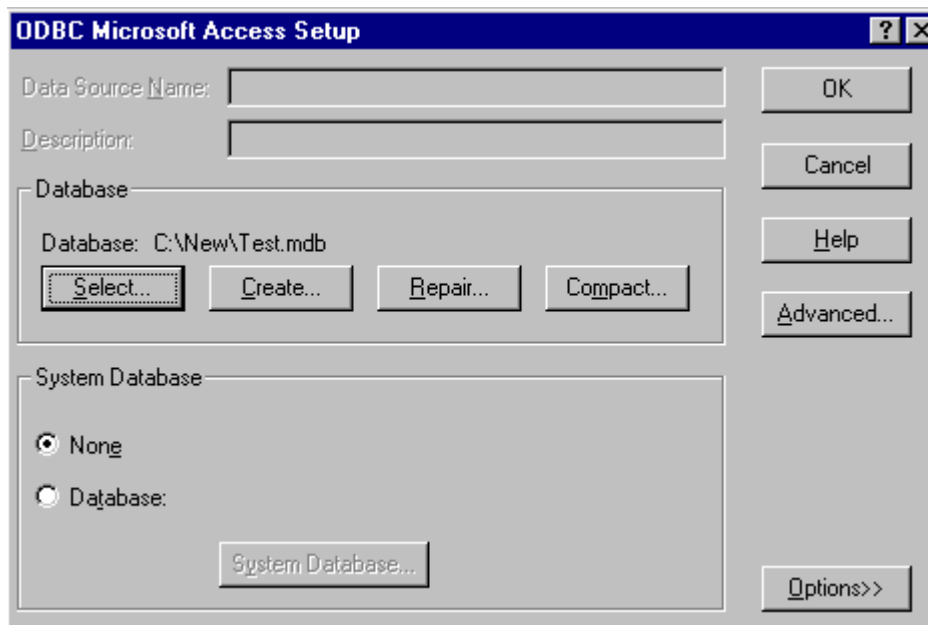 ODBC Microsoft Access Setup
Data Source Name:
OK
Description:
Cancel
Database
Database: C:\New\Test.mdb
Help
Select...
Create...
Repair...
Compact...
Advanced...
System Database
None
Database:
System Database...
Options>>